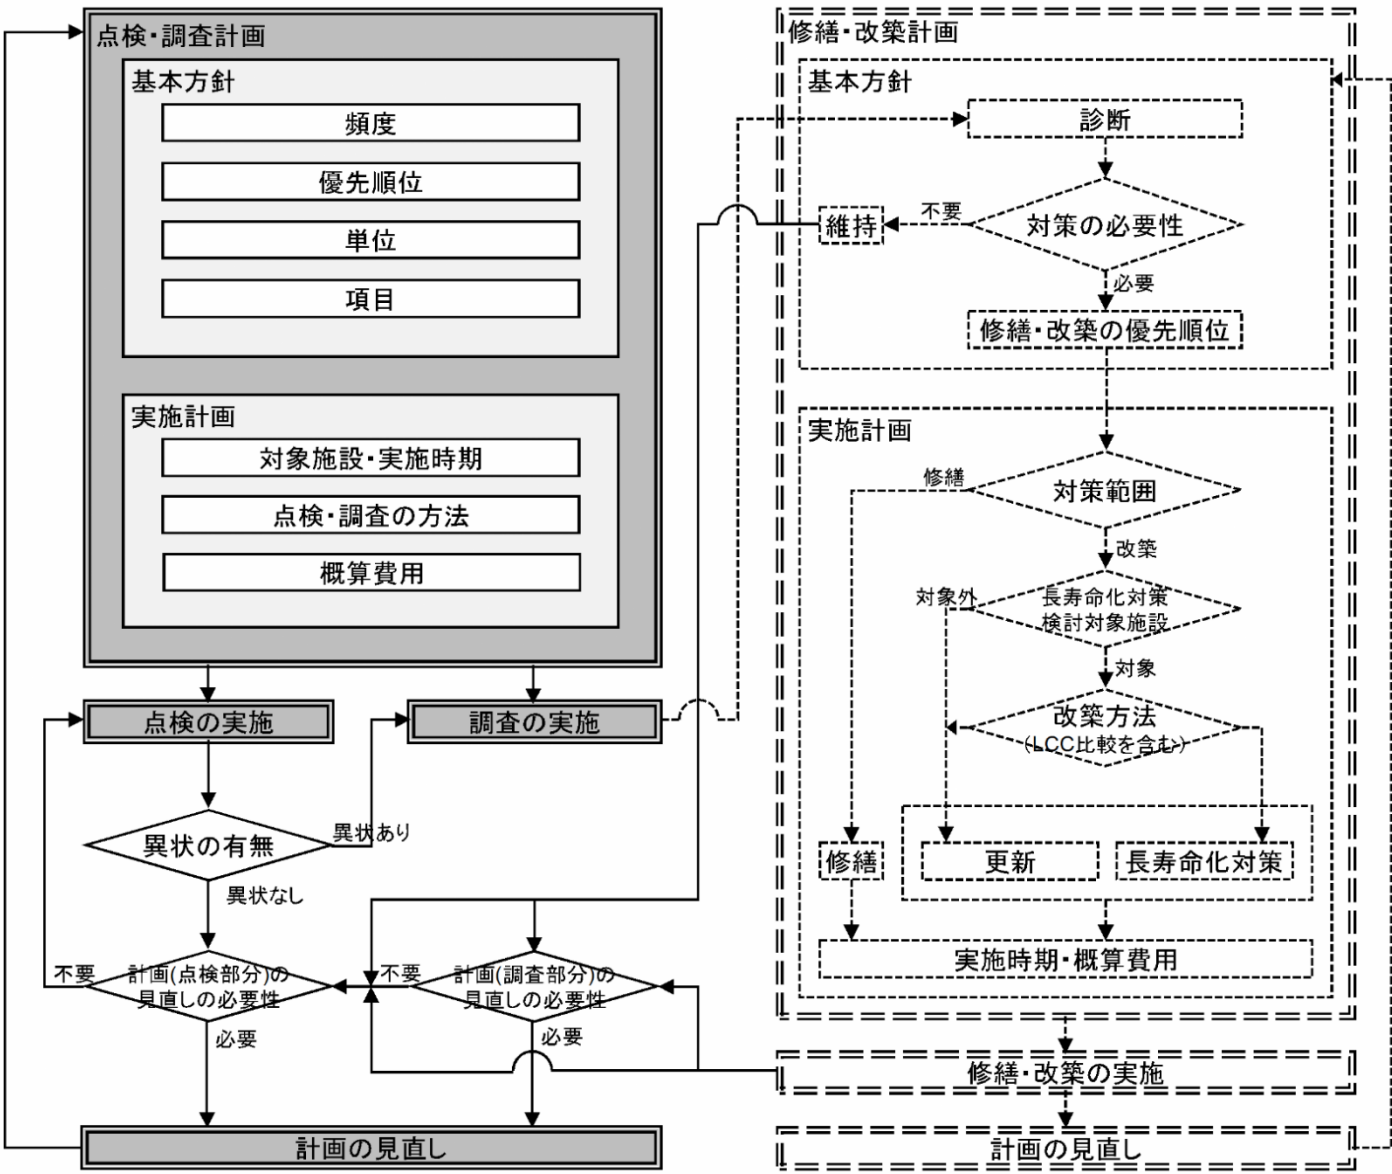 点検・調査計画
基本方針
頻度
優先順位
単位
項目
実施計画
対象施設・実施時期
点検・調査の方法
概算費用
点検の実施
調査の実施
異状の有無
異状あり
異状なし
不要
計画(点検部分)の
見直しの必要性
必要
不要
計画(調査部分)の
見直しの必要性
必要
計画の見直し
修繕・改築計画
基本方針
診断
対策の必要性
不要
維持
必要
修繕・改築の優先順位
実施計画
対策範囲
修繕
改築
長寿命化対策
検討対象施設
対象外
対象
改築方法
(LCC比較を含む)
修繕
更新
長寿命化対策
実施時期・概算費用
修繕・改築の実施
計画の見直し